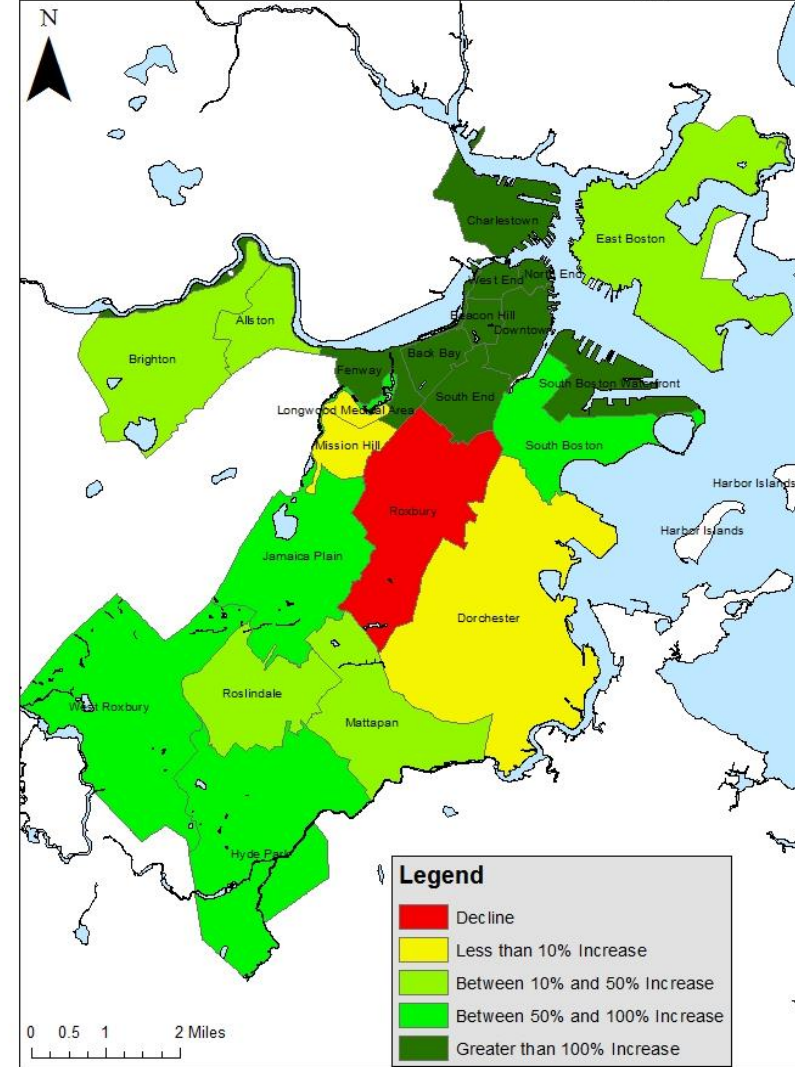 N
Charlestown
East Boston
West End
North End
Beacon Hill
Downtown
Allston
Brighton
Back Bay
Fenway
South Boston Waterfront
South End
Longwood Medical Area
Mission Hill
South Boston
Harbor Islands
Roxbury
Harbor Islands
Jamaica Plain
Dorchester
Roslindale
West Roxbury
Mattapan
Hyde Park
Legend
Decline
Less than 10% Increase
Between 10% and 50% Increase
Between 50% and 100% Increase
Greater than 100% Increase
0 0.5 1 2 Miles